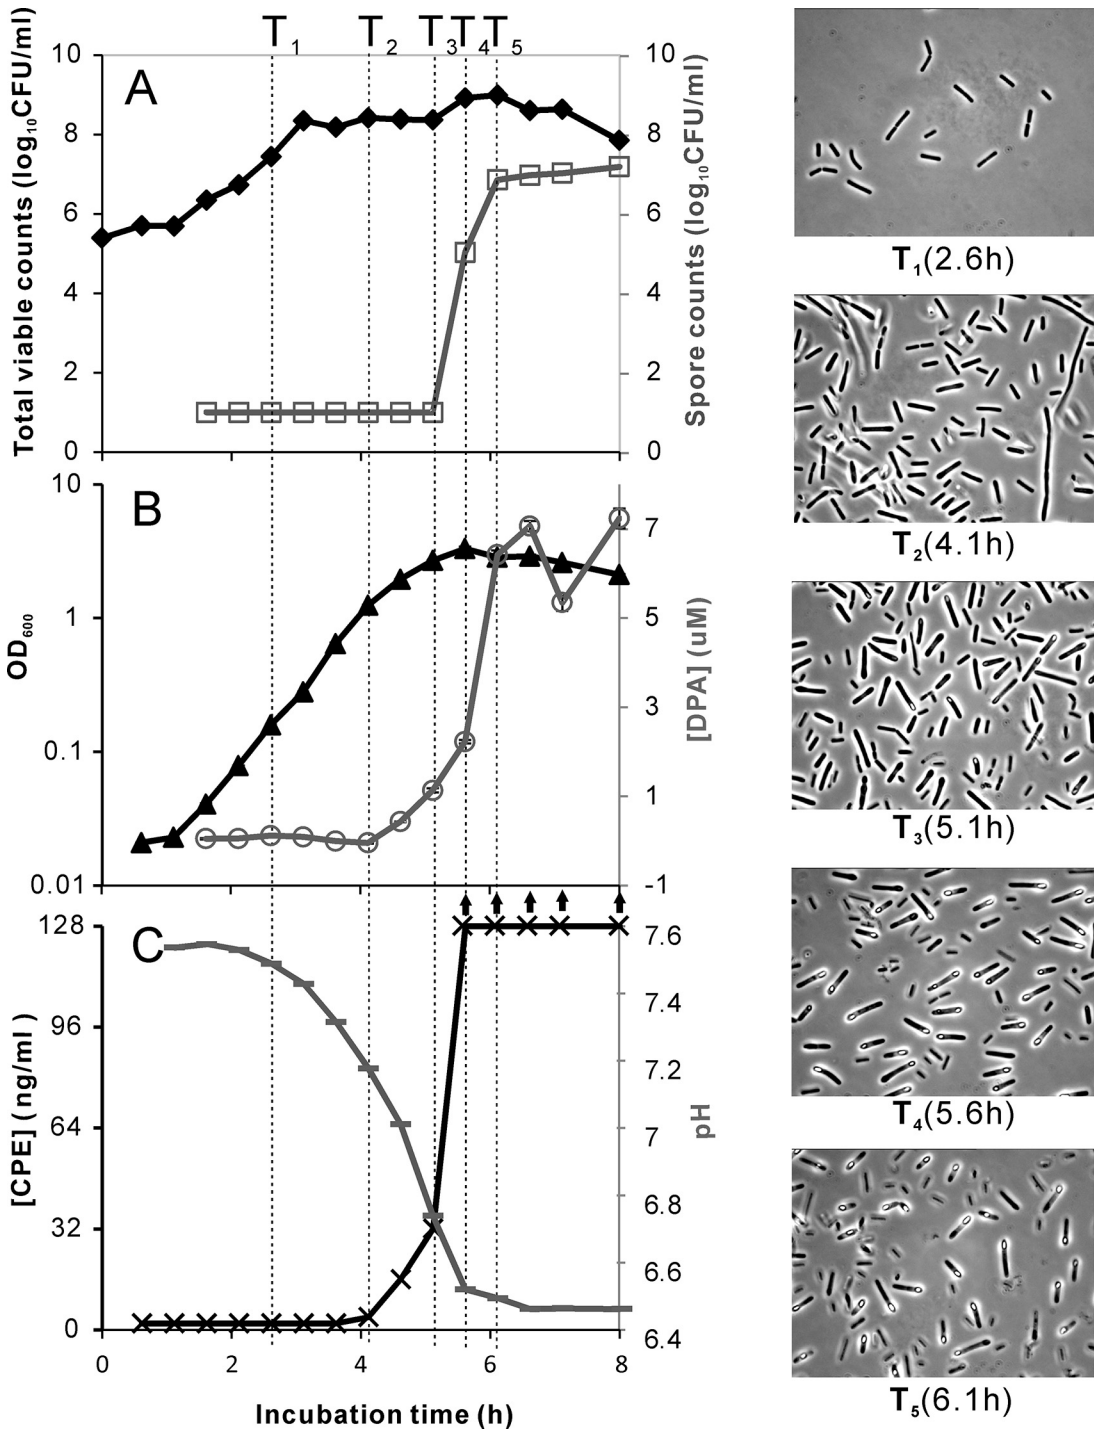 T₁ T₂ T₃ T₄ T₅
A
10
8
6
4
2
0
Total viable counts (log₁₀CFU/ml)
10
8
6
4
2
0
Spore counts (log₁₀CFU/ml)
B
10
1
0.1
0.01
OD₆₀₀
7
5
3
1
-1
[DPA] (uM)
C
128
96
64
32
0
[CPE] (ng/ml)
7.6
7.4
7.2
7
6.8
6.6
6.4
pH
0 2 4 6 8
Incubation time (h)
T₁(2.6h)
T₂(4.1h)
T₃(5.1h)
T₄(5.6h)
T₅(6.1h)